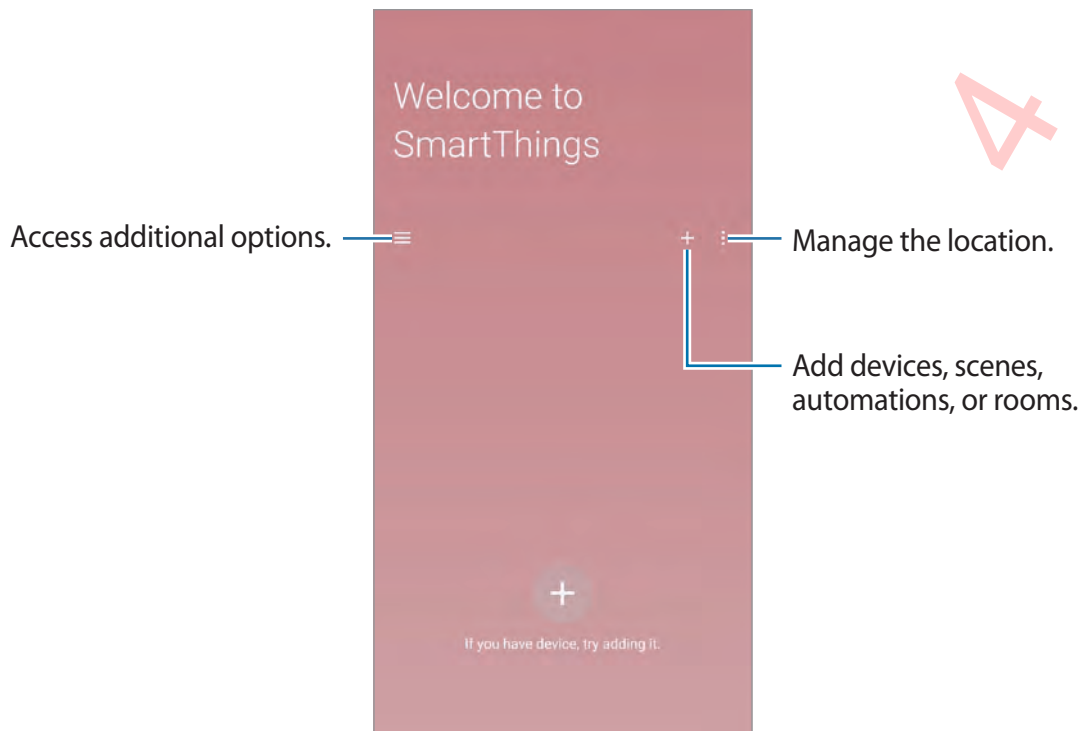 Welcome to
SmartThings
4
Access additional options.
Manage the location.
Add devices, scenes,
automations, or rooms.
If you have device, try adding it.